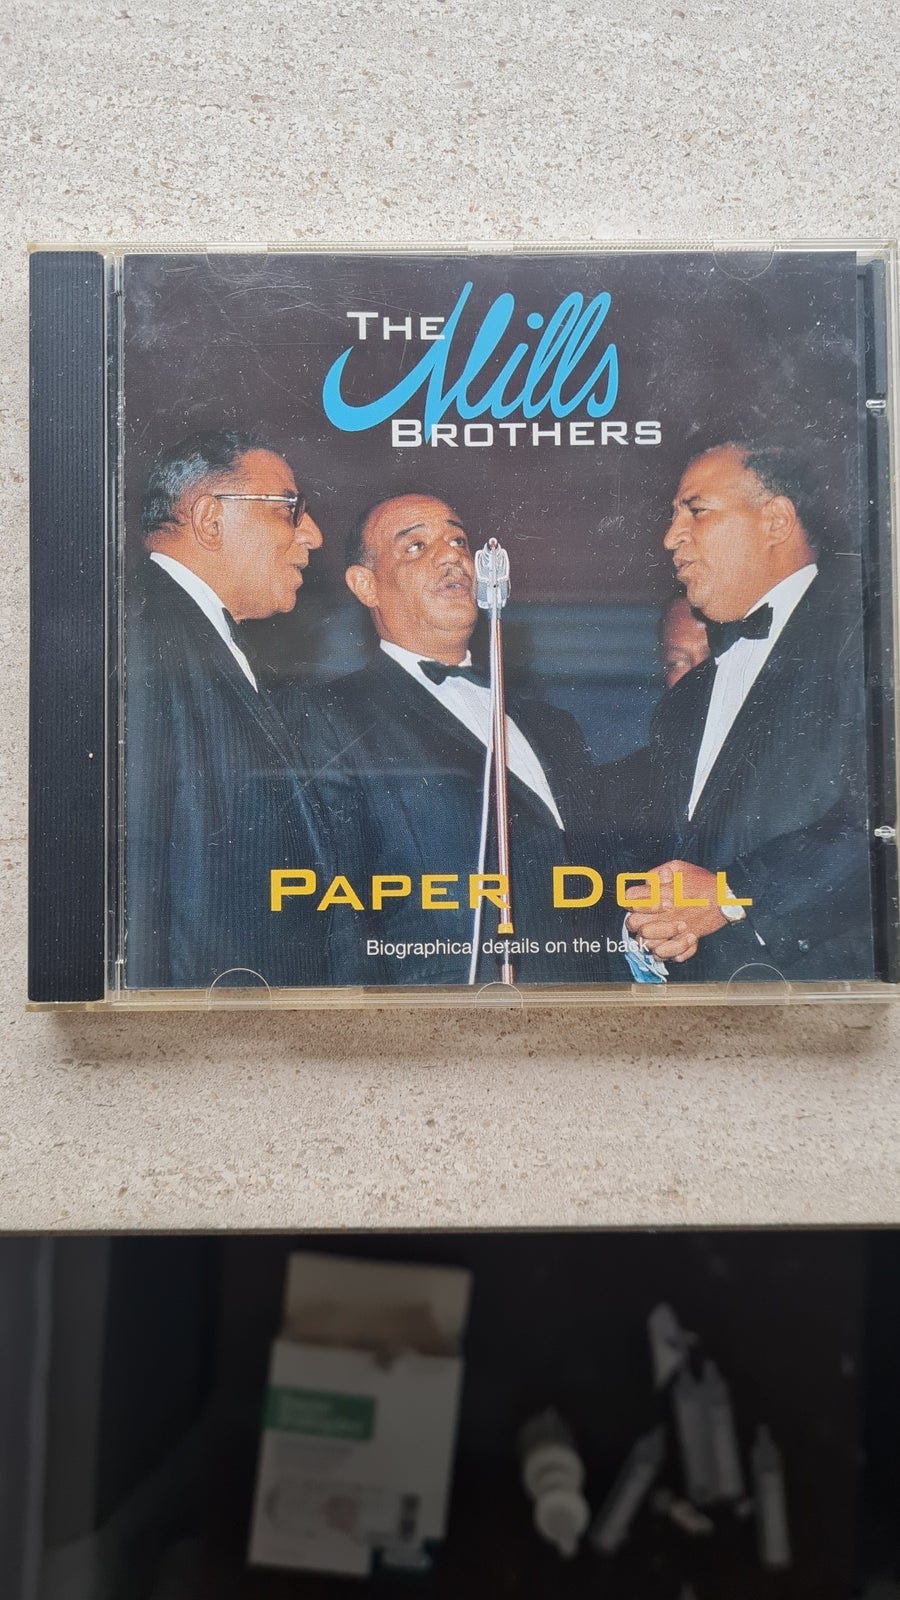 The
Mills
Brothers
Paper Doll
Biographical details on the back